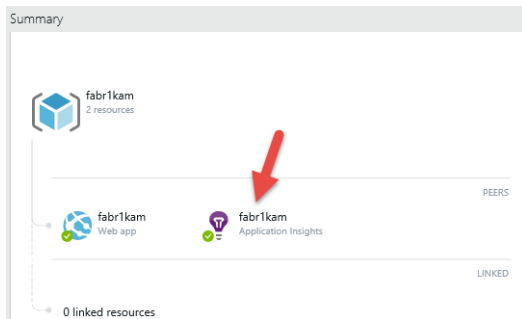 Summary
fabr1kam
2 resources
PEERS
fabr1kam
Web app
fabr1kam
Application Insights
LINKED
0 linked resources